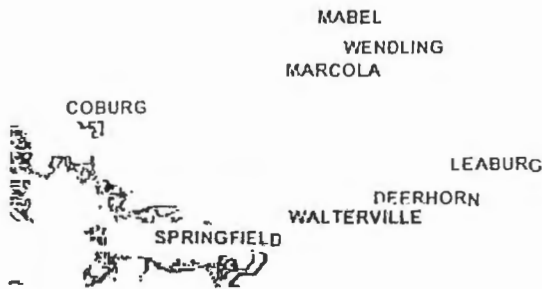 MABEL
WENDLING
MARCOLA
COBURG
LEABURG
DEERHORN
WALTERVILLE
SPRINGFIELD